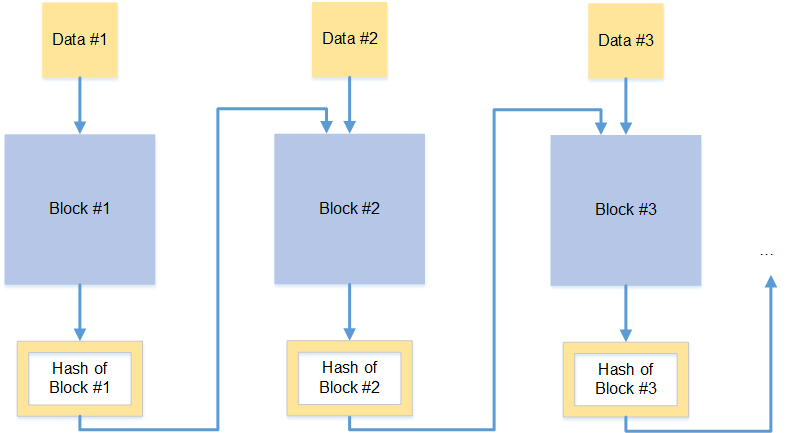 Data #1
Data #2
Data #3
Block #1
Block #2
Block #3
...
Hash of
Block #1
Hash of
Block #2
Hash of
Block #3